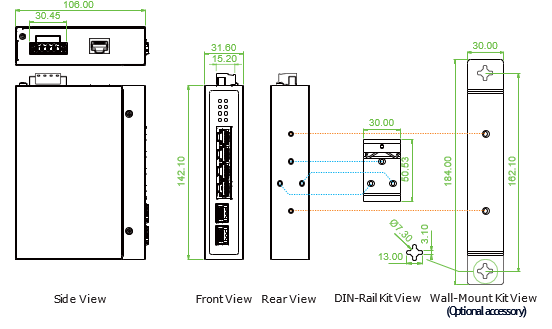 106.00
30.45
31.60
15.20
142.10
30.00
50.53
30.00
184.00
162.10
Ø7.30
3.10
13.00
Side View
Front View
Rear View
DIN-Rail Kit View
Wall-Mount Kit View
(Optional accessory)